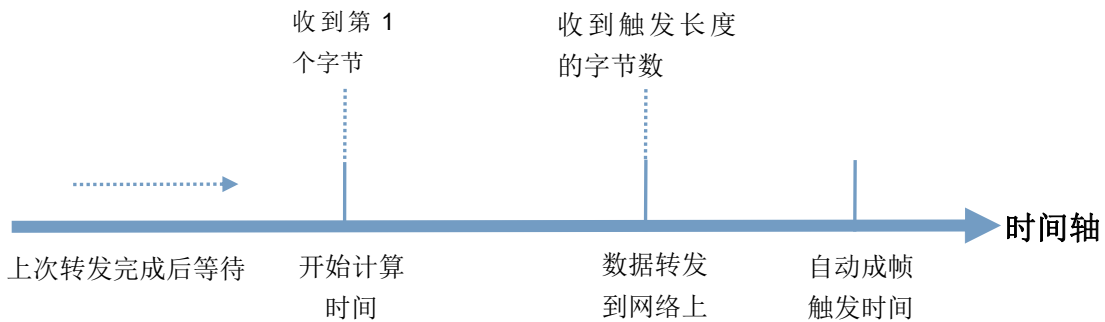 收到第 1
个字节
收到触发长度
的字节数
时间轴
上次转发完成后等待
开始计算
时间
数据转发
到网络上
自动成帧
触发时间